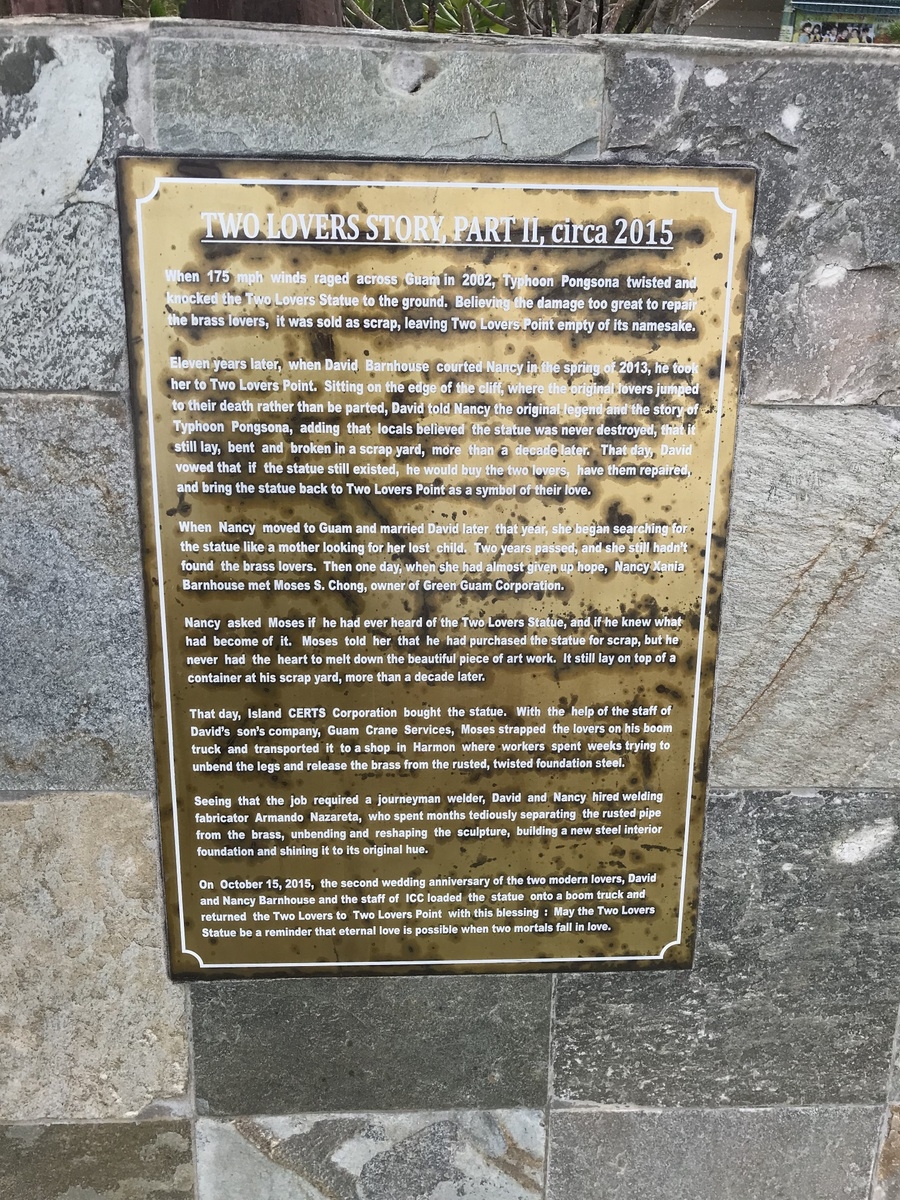 TWO LOVERS STORY, PART II, circa 2015
When 175 mph winds raged across Guam in 2002, Typhoon Pongsona twisted and
knocked the Two Lovers Statue to the ground. Believing the damage too great to repair
the brass lovers, it was sold as scrap, leaving Two Lovers Point empty of its namesake.
Eleven years later, when David Barnhouse courted Nancy in the spring of 2013, he took
her to Two Lovers Point. Sitting on the edge of the cliff, where the original lovers jumped
to their death rather than be parted, David told Nancy the original legend and the story of
Typhoon Pongsona, adding that locals believed the statue was never destroyed, that it
still lay, bent and broken in a scrap yard, more than a decade later. That day, David
vowed that if the statue still existed, he would buy the two lovers, have them repaired,
and bring the statue back to Two Lovers Point as a symbol of their love.
When Nancy moved to Guam and married David later that year, she began searching for
the statue like a mother looking for her lost child. Two years passed, and she still hadn't
found the brass lovers. Then one day, when she had almost given up hope, Nancy Xania
Barnhouse met Moses S. Chong, owner of Green Guam Corporation.
Nancy asked Moses if he had ever heard of the Two Lovers Statue, and if he knew what
had become of it. Moses told her that he had purchased the statue for scrap, but he
never had the heart to melt down the beautiful piece of art work. It still lay on top of a
container at his scrap yard, more than a decade later.
That day, Island CERTS Corporation bought the statue. With the help of the staff of
David's son's company, Guam Crane Services, Moses strapped the lovers on his boom
truck and transported it to a shop in Harmon where workers spent weeks trying to
unbend the legs and release the brass from the rusted, twisted foundation steel.
Seeing that the job required a journeyman welder, David and Nancy hired welding
fabricator Armando Nazareta, who spent months tediously separating the rusted pipe
from the brass, unbending and reshaping the sculpture, building a new steel interior
foundation and shining it to its original hue.
On October 15, 2015, the second wedding anniversary of the two modern lovers, David
and Nancy Barnhouse and the staff of ICC loaded the statue onto a boom truck and
returned the Two Lovers to Two Lovers Point with this blessing : May the Two Lovers
Statue be a reminder that eternal love is possible when two mortals fall in love.